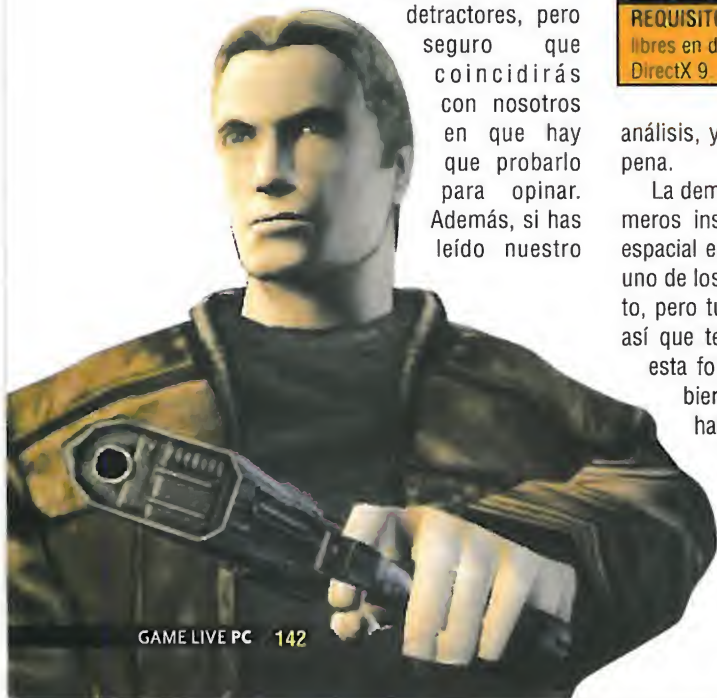 detractores, pero
seguro que
coincidirás
con nosotros
en que hay
que probarlo
para opinar.
Además, si has
leído nuestro
REQUISIT
libres en d
DirectX 9
análisis, y
pena.
La dem
meros ins
espacial e
uno de los
to, pero tu
así que te
esta fo
bier
ha
GAME LIVE PC 142